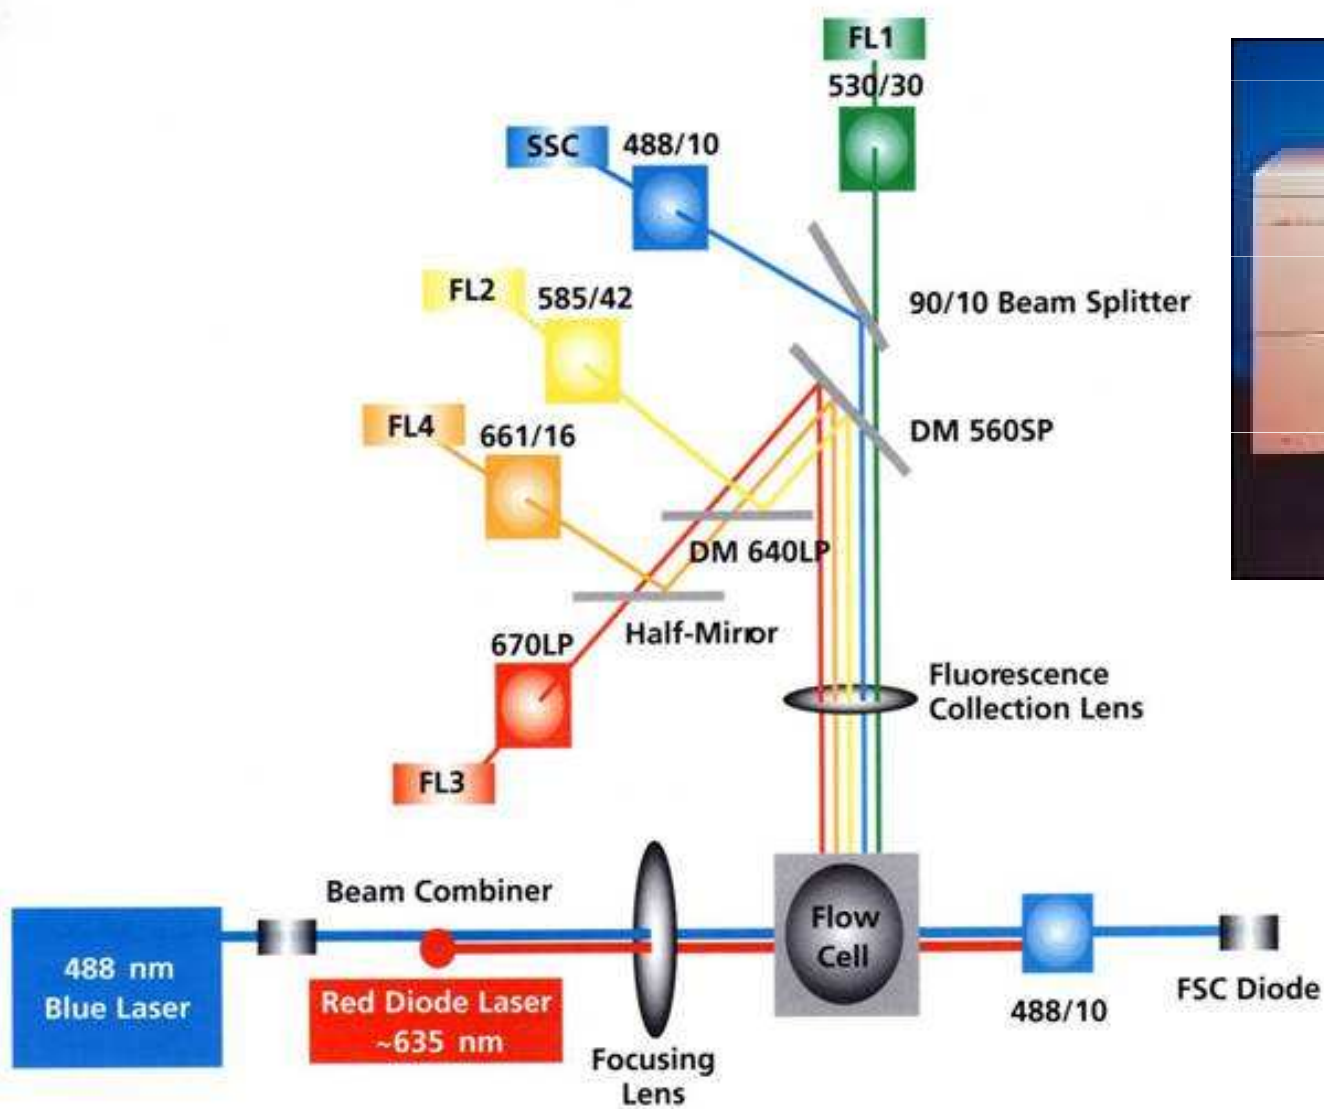 FL1
530/30
SSC
488/10
FL2
585/42
90/10 Beam Splitter
FL4
661/16
DM 560SP
DM 640LP
Half-Mirror
670LP
Fluorescence
Collection Lens
FL3
Beam Combiner
Flow
Cell
488 nm
Blue Laser
Red Diode Laser
~635 nm
Focusing
Lens
488/10
FSC Diode